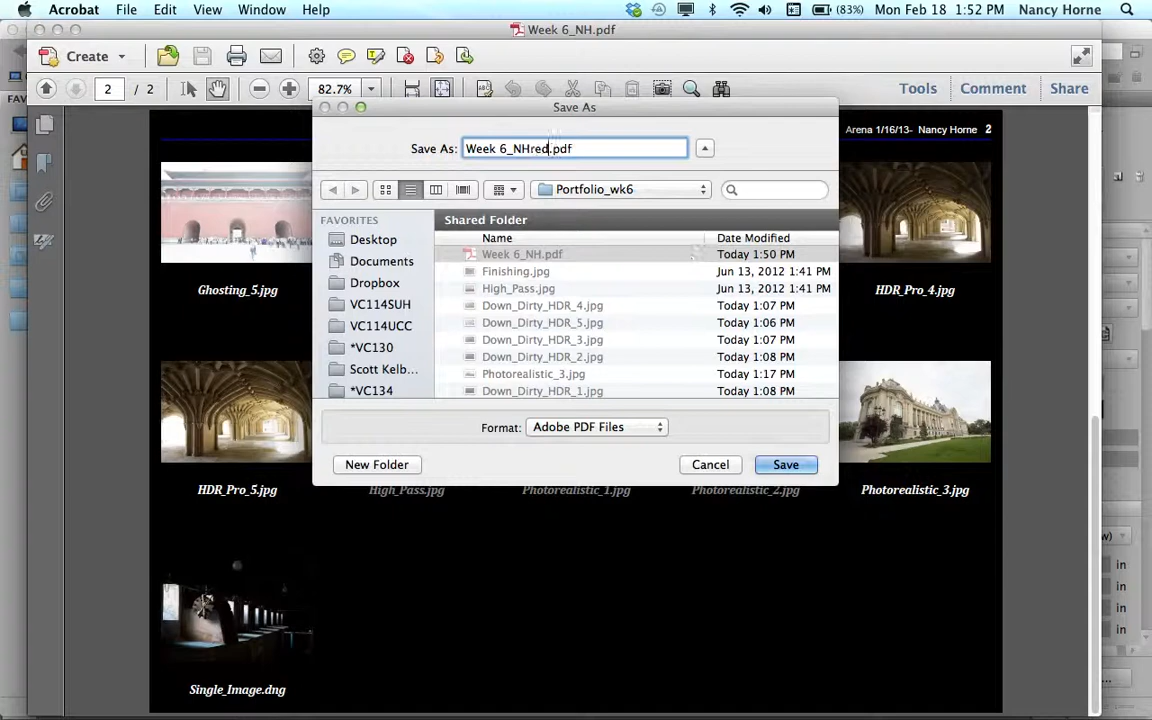 Acrobat File Edit View Window Help (83%) Mon Feb 18 1:52 PM Nancy Horne
Week 6_NH.pdf
Create
2 / 2 82.7% Tools Comment Share
Save As
Arena 1/16/13- Nancy Horne 2
Save As: Week 6_NHred.pdf
Portfolio_wk6
FAV
FAVORITES
Shared Folder
Name Date Modified
Desktop
Documents
Dropbox
VC114SUH
VC114UCC
*VC130
Scott Kelb...
*VC134
Week 6_NH.pdf Today 1:50 PM
Finishing.jpg Jun 13, 2012 1:41 PM
High_Pass.jpg Jun 13, 2012 1:41 PM
Down_Dirty_HDR_4.jpg Today 1:07 PM
Down_Dirty_HDR_5.jpg Today 1:06 PM
Down_Dirty_HDR_3.jpg Today 1:07 PM
Down_Dirty_HDR_2.jpg Today 1:08 PM
Photorealistic_3.jpg Today 1:17 PM
Down_Dirty_HDR_1.jpg Today 1:08 PM
Ghosting_5.jpg
HDR_Pro_4.jpg
Format: Adobe PDF Files
New Folder Cancel Save
HDR_Pro_5.jpg High_Pass.jpg Photorealistic_1.jpg Photorealistic_2.jpg Photorealistic_3.jpg
w)
in
in
in
in
...
Single_Image.dng